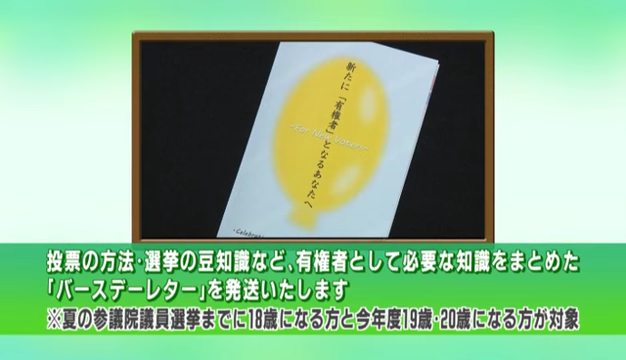 新たに「有権者」となるあなたへ
-For New Voters-
投票の方法・選挙の豆知識など、有権者として必要な知識をまとめた
「バースデーレター」を発送いたします
※夏の参議院議員選挙までに18歳になる方と今年度19歳・20歳になる方が対象